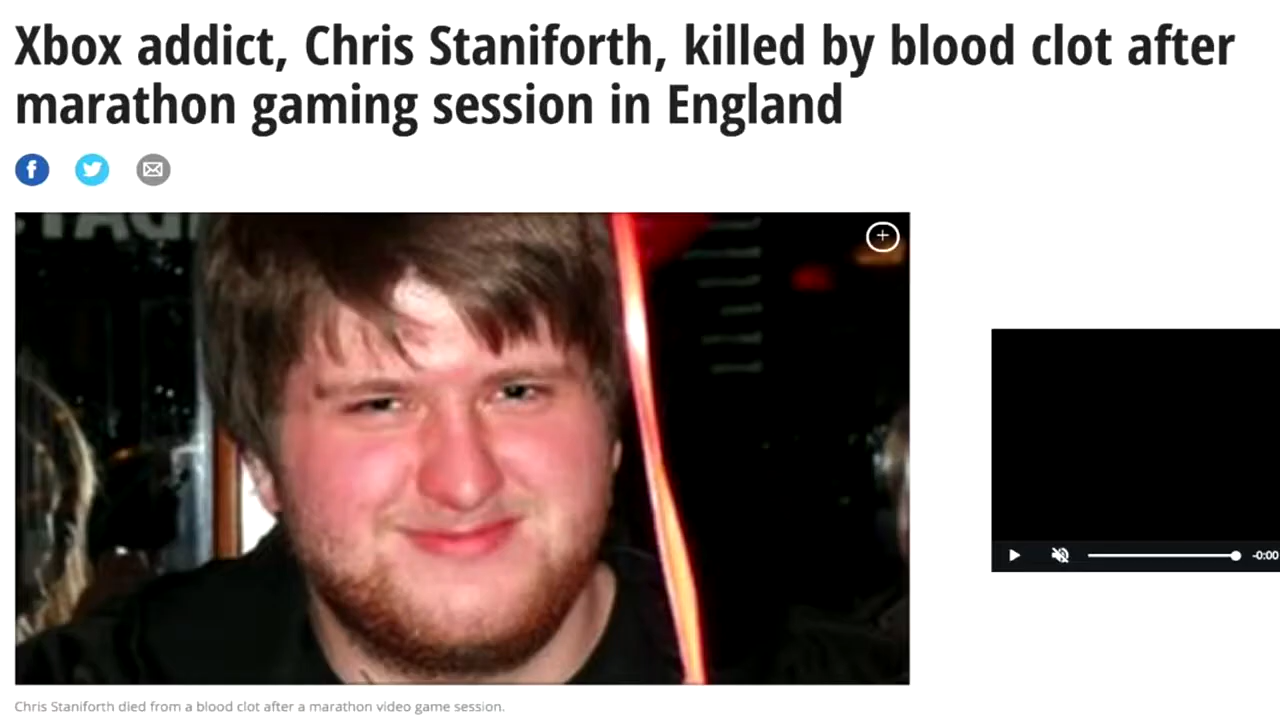 Xbox addict, Chris Staniforth, killed by blood clot after
marathon gaming session in England
-0:00
Chris Staniforth died from a blood clot after a marathon video game session.